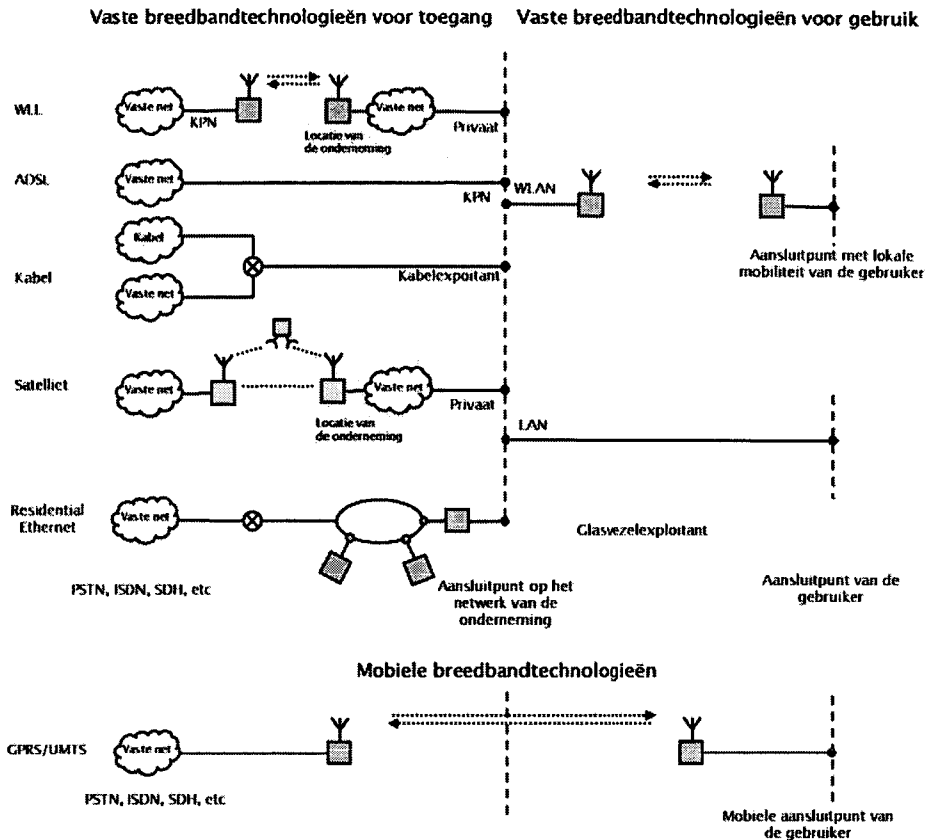 Vaste breedbandtechnologieën voor toegang
Vaste breedbandtechnologieën voor gebruik
WLL
Vaste net
KPN
Locatie van
de onderneming
Vaste net
Privaat
ADSL
Vaste net
KPN
WLAN
Aansluitpunt met lokale
mobiliteit van de gebruiker
Kabel
Kabel
Vaste net
Kabelexpoitant
Satelliet
Vaste net
Locatie van
de onderneming
Vaste net
Privaat
LAN
Residential
Ethernet
Vaste net
Glasvezelexploitant
PSTN, ISDN, SDH, etc
Aansluitpunt op het
netwerk van de
onderneming
Aansluitpunt van de
gebruiker
Mobiele breedbandtechnologieën
GPRS/UMTS
Vaste net
PSTN, ISDN, SDH, etc
Mobiele aansluitpunt van
de gebruiker